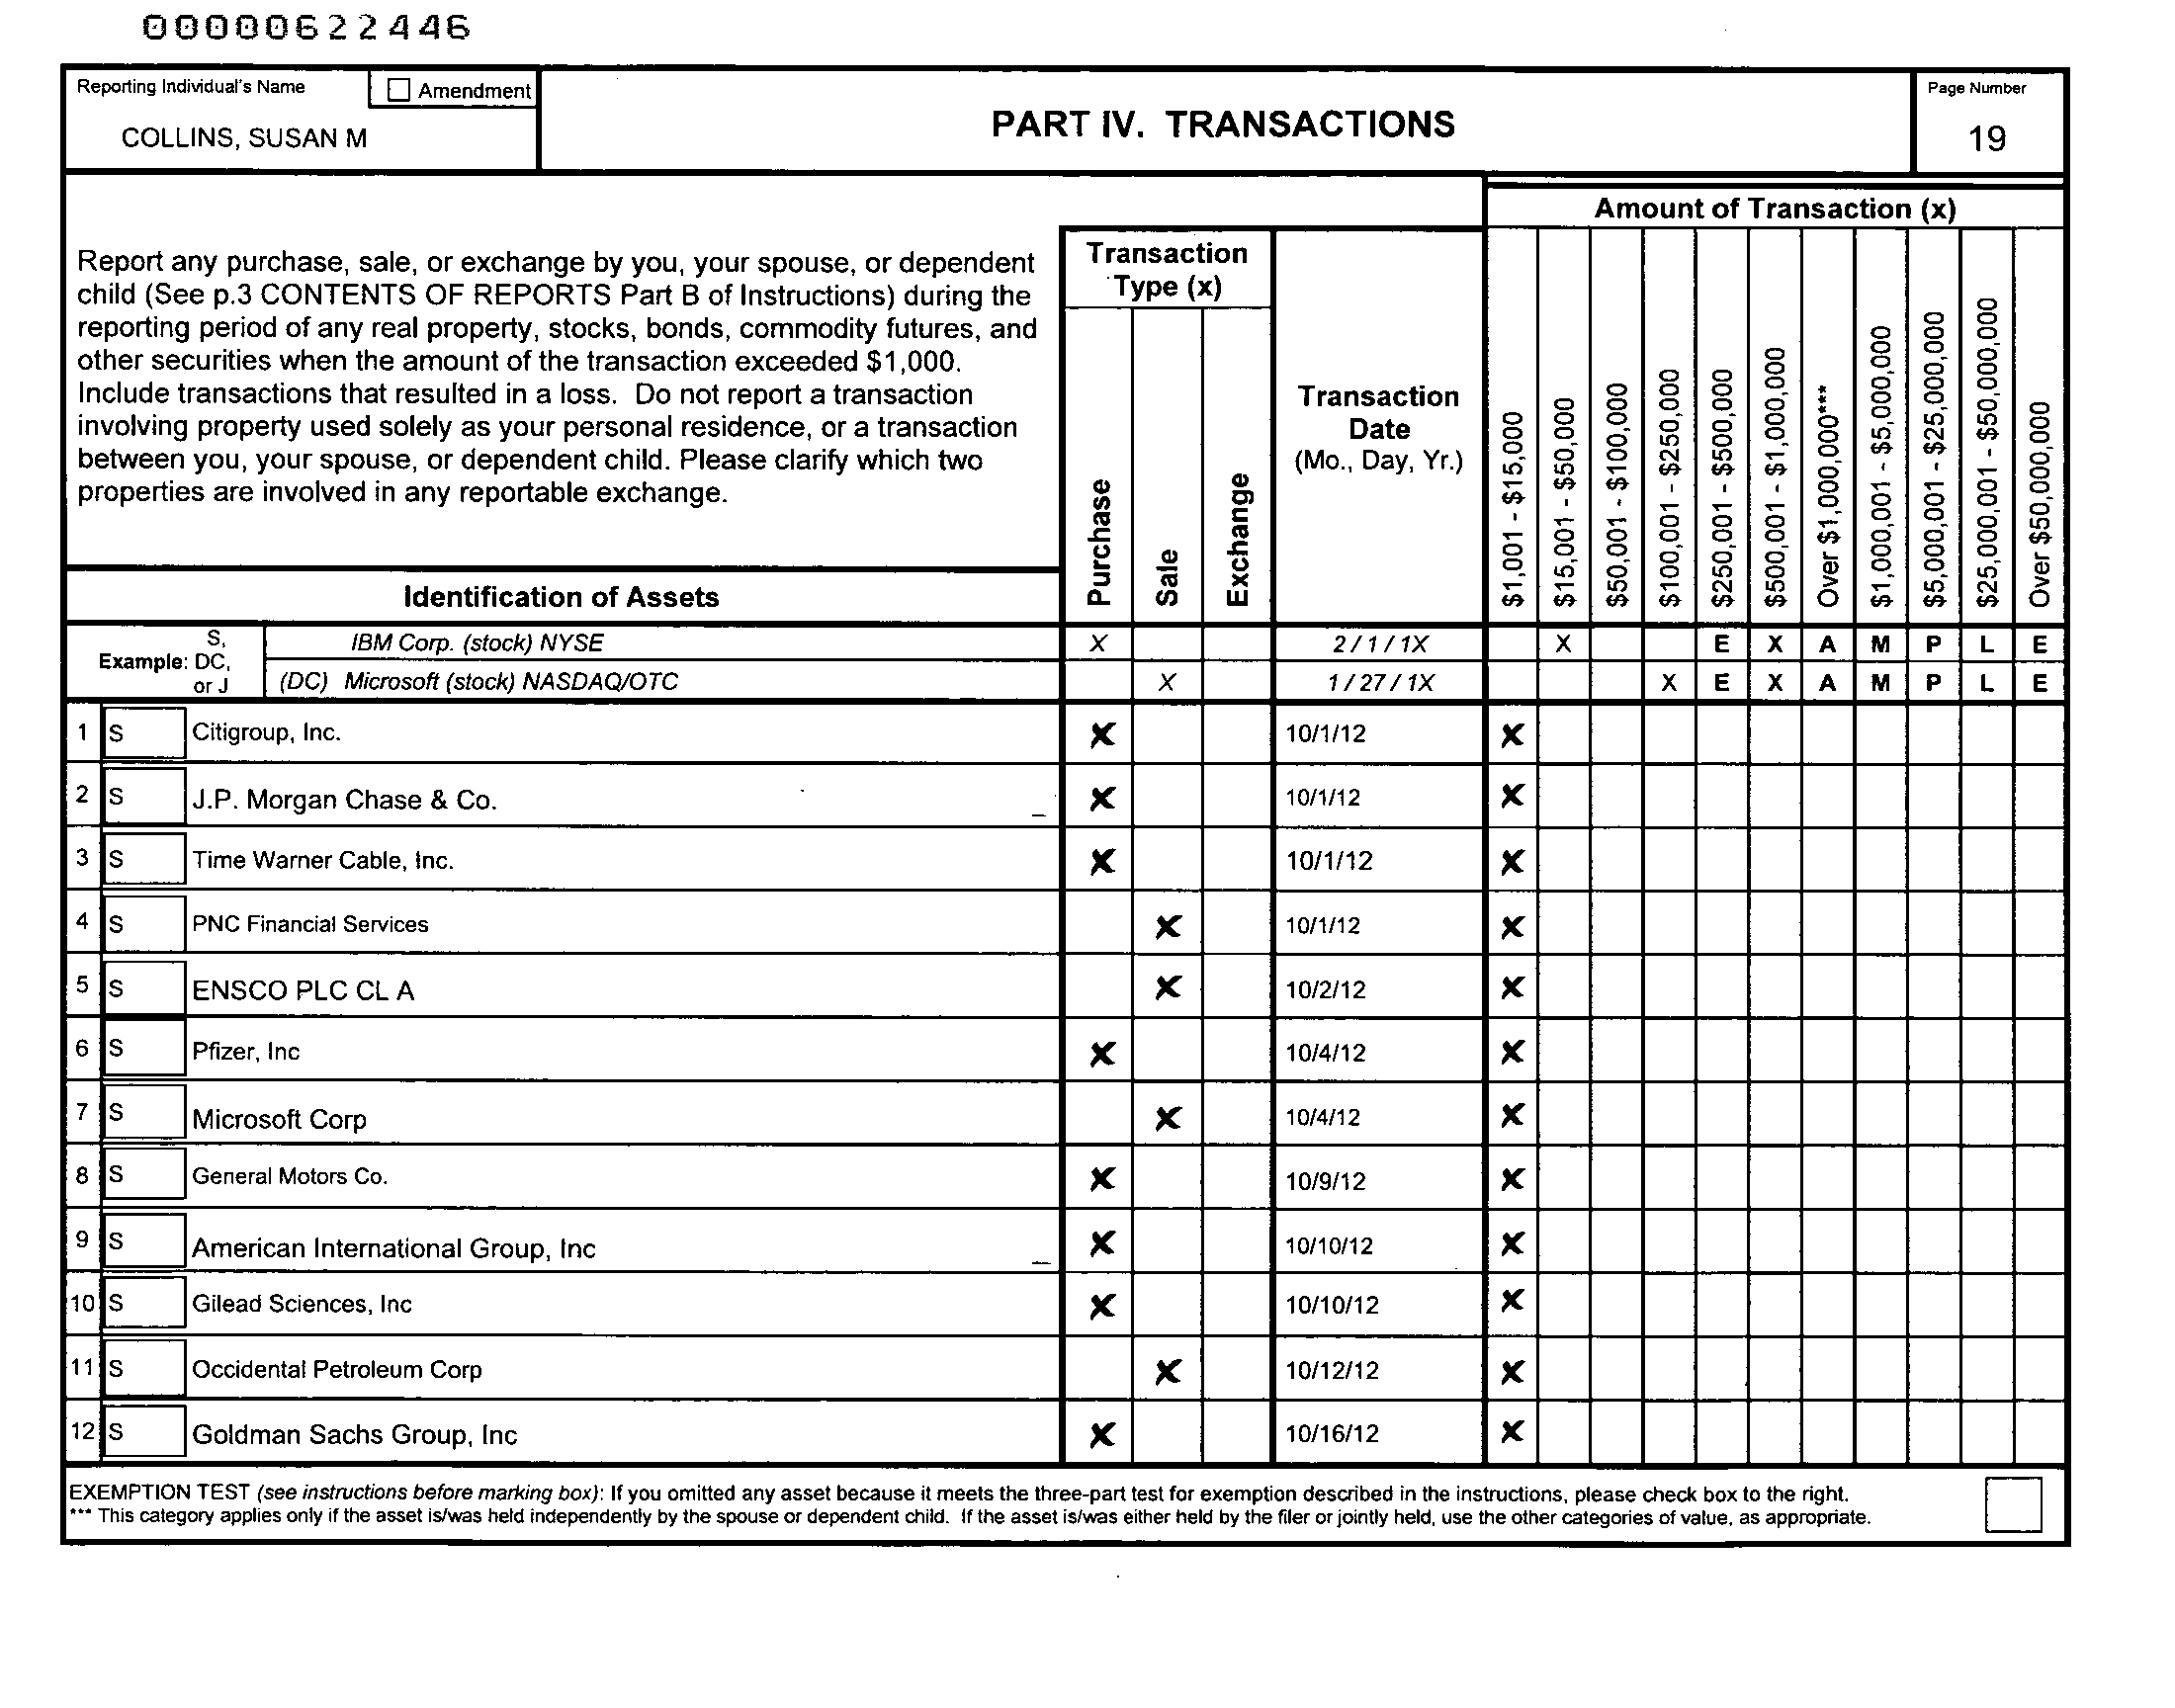 00000622446
Reporting Individual's Name
Amendment
COLLINS, SUSAN M
PART IV. TRANSACTIONS
Page Number
19
Report any purchase, sale, or exchange by you, your spouse, or dependent
child (See p.3 CONTENTS OF REPORTS Part B of Instructions) during the
reporting period of any real property, stocks, bonds, commodity futures, and
other securities when the amount of the transaction exceeded $1,000.
Include transactions that resulted in a loss. Do not report a transaction
involving property used solely as your personal residence, or a transaction
between you, your spouse, or dependent child. Please clarify which two
properties are involved in any reportable exchange.
Identification of Assets
Transaction
Type (x)
Purchase
Sale
Exchange
Transaction
Date
(Mo., Day, Yr.)
Amount of Transaction (x)
$1,001 - $15,000
$15,001 - $50,000
$50,001 - $100,000
$100,001 - $250,000
$250,001 - $500,000
$500,001 - $1,000,000
Over $1,000,000***
$1,000,001 - $5,000,000
$5,000,001 - $25,000,000
$25,000,001 - $50,000,000
Over $50,000,000
Example: S, DC, or J
IBM Corp. (stock) NYSE X 2 / 1 / 1X X E X A M P L E
(DC) Microsoft (stock) NASDAQ/OTC X 1 / 27 / 1X X E X A M P L E
1 S Citigroup, Inc. X 10/1/12 X
2 S J.P. Morgan Chase & Co. X 10/1/12 X
3 S Time Warner Cable, Inc. X 10/1/12 X
4 S PNC Financial Services X 10/1/12 X
5 S ENSCO PLC CL A X 10/2/12 X
6 S Pfizer, Inc X 10/4/12 X
7 S Microsoft Corp X 10/4/12 X
8 S General Motors Co. X 10/9/12 X
9 S American International Group, Inc X 10/10/12 X
10 S Gilead Sciences, Inc X 10/10/12 X
11 S Occidental Petroleum Corp X 10/12/12 X
12 S Goldman Sachs Group, Inc X 10/16/12 X
EXEMPTION TEST (see instructions before marking box): If you omitted any asset because it meets the three-part test for exemption described in the instructions, please check box to the right.
*** This category applies only if the asset is/was held independently by the spouse or dependent child. If the asset is/was either held by the filer or jointly held, use the other categories of value, as appropriate.